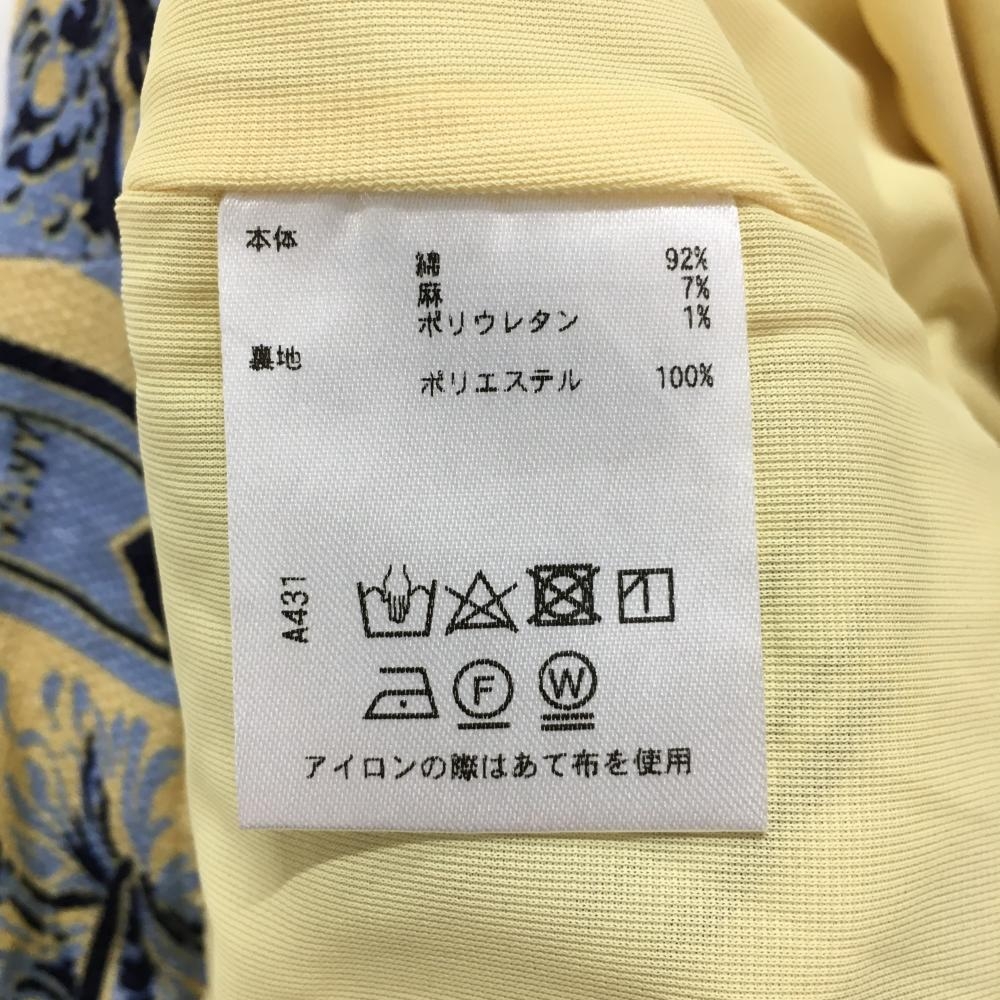 本体
綿 92%
麻 7%
ポリウレタン 1%
裏地
ポリエステル 100%
A431
F W
アイロンの際はあて布を使用